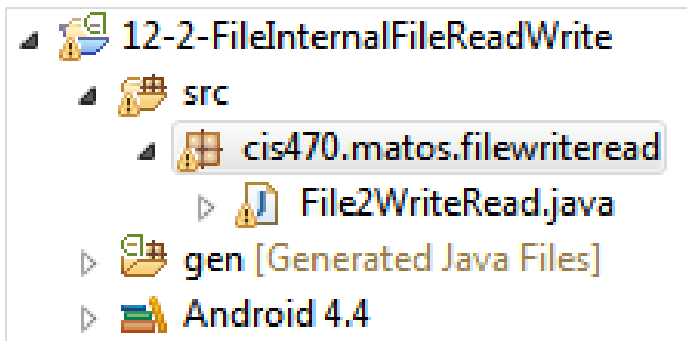 12-2-FileInternalFileReadWrite
src
cis470.matos.filewriteread
File2WriteRead.java
gen [Generated Java Files]
Android 4.4